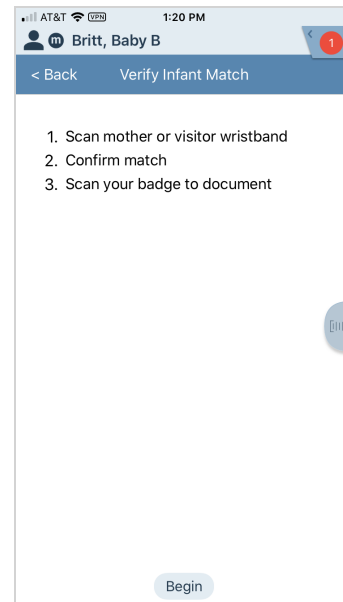 AT&T VPN 1:20 PM
m Britt, Baby B
1
< Back Verify Infant Match
1. Scan mother or visitor wristband
2. Confirm match
3. Scan your badge to document
Begin